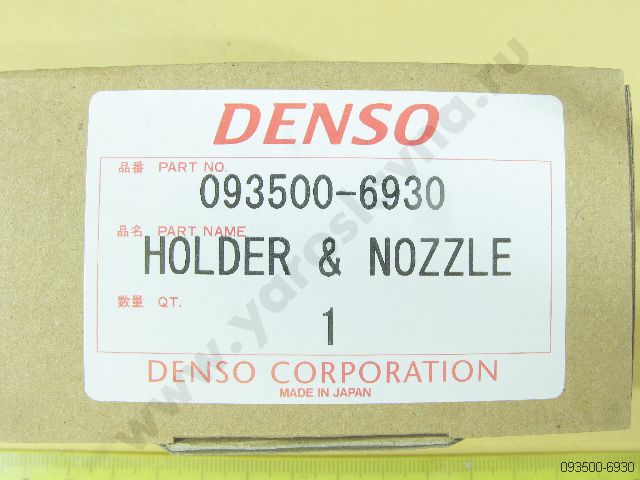 DENSO
品番 PART NO.
093500-6930
品名 PART NAME
HOLDER & NOZZLE
数量 QT.
1
DENSO CORPORATION
MADE IN JAPAN
www.yaroslavna.ru
093500-6930